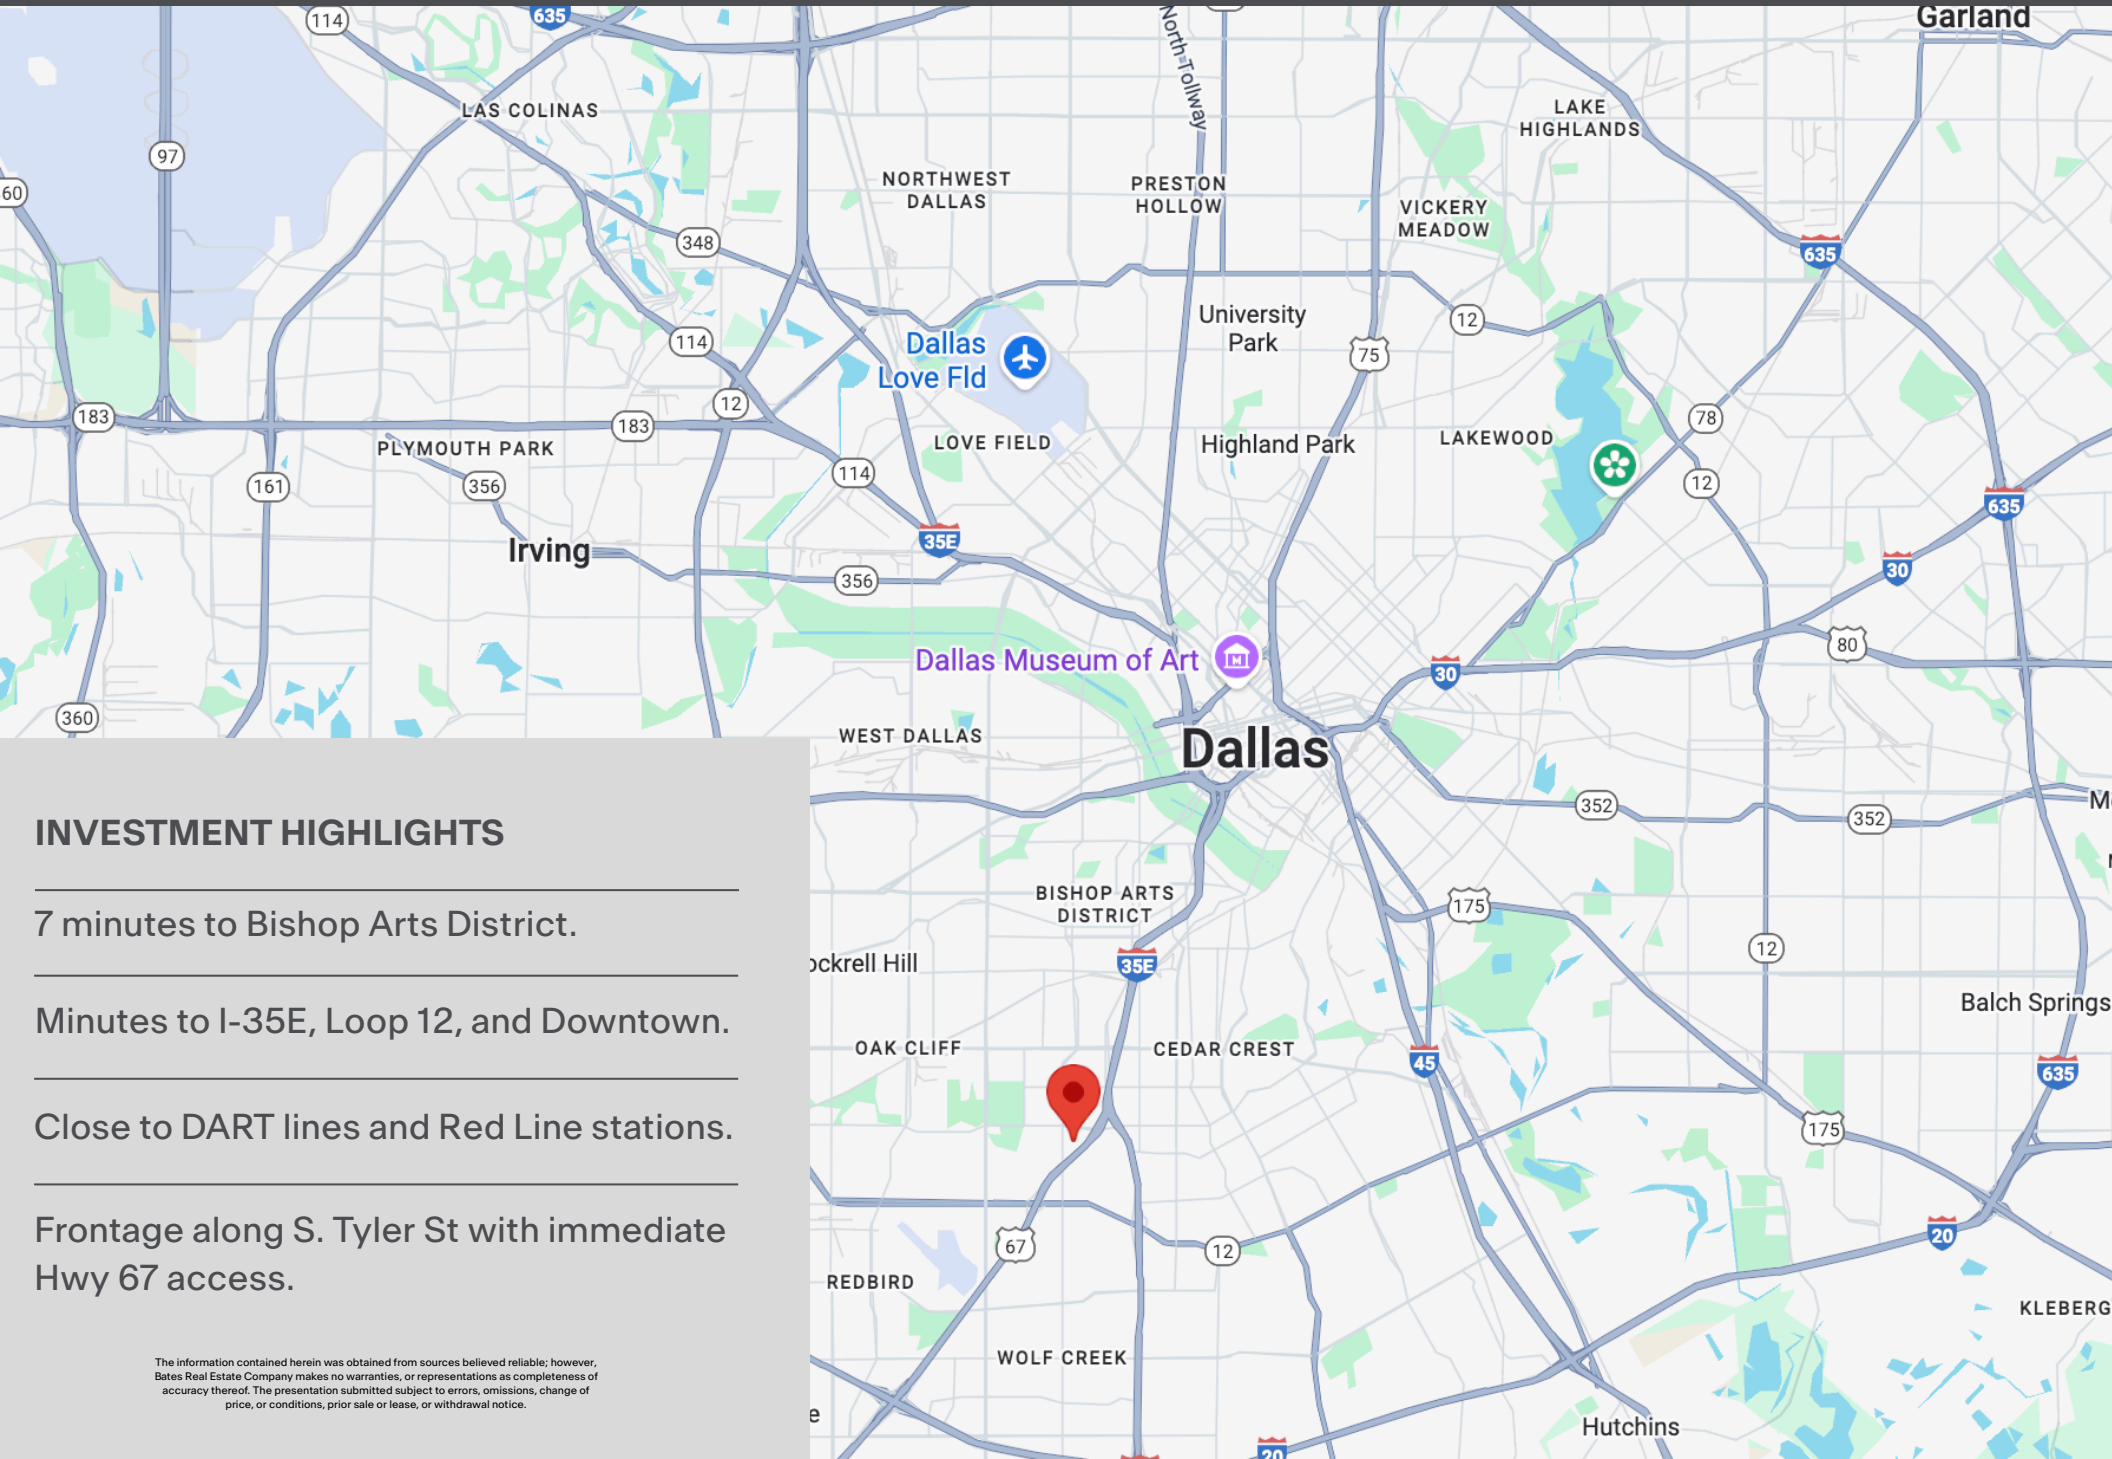 635
114
North Tollway
Garland
LAS COLINAS
LAKE
HIGHLANDS
97
NORTHWEST
DALLAS
PRESTON
HOLLOW
60
VICKERY
MEADOW
348
635
University
Park
12
114
Dallas
Love Fld
75
12
183
183
78
PLYMOUTH PARK
LOVE FIELD
Highland Park
LAKEWOOD
114
161
356
12
635
35E
Irving
30
356
80
Dallas Museum of Art
30
360
WEST DALLAS
Dallas
352
352
INVESTMENT HIGHLIGHTS
7 minutes to Bishop Arts District.
Minutes to I-35E, Loop 12, and Downtown.
Close to DART lines and Red Line stations.
Frontage along S. Tyler St with immediate
Hwy 67 access.
The information contained herein was obtained from sources believed reliable; however,
Bates Real Estate Company makes no warranties, or representations as completeness of
accuracy thereof. The presentation submitted subject to errors, omissions, change of
price, or conditions, prior sale or lease, or withdrawal notice.
BISHOP ARTS
DISTRICT
175
12
ockrell Hill
35E
Balch Springs
OAK CLIFF
CEDAR CREST
45
635
175
67
12
20
REDBIRD
KLEBERG
WOLF CREEK
e
Hutchins
20